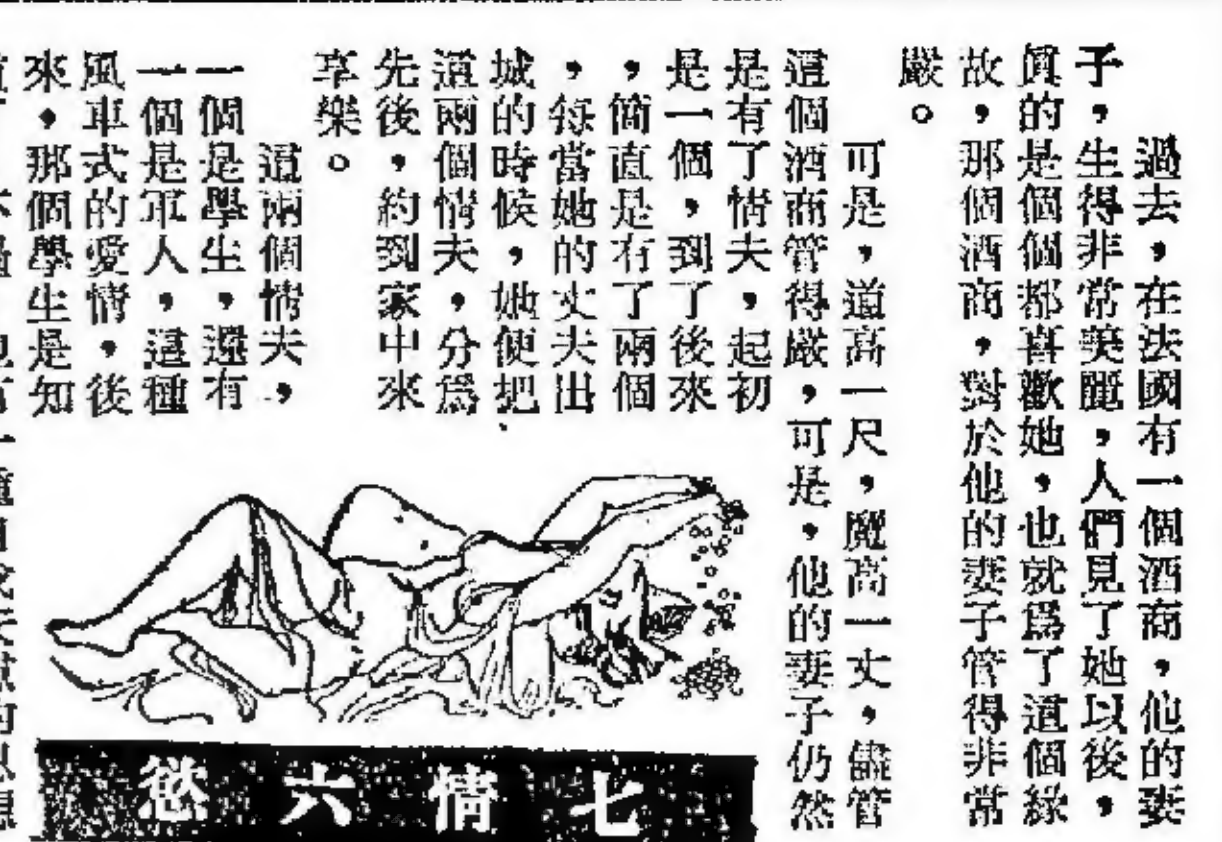 過去，在法國有一個酒商，他的妻
子，生得非常美麗，人們見了她以後，
眞的是個個都喜歡她，也就爲了這個緣
故，那個酒商，對於他的妻子管得非常
嚴。
可是，道高一尺，魔高一丈，儘管
這個酒商管得嚴，可是，他的妻子仍然
是有了情夫，起初
是一個，到了後來
，簡直是有了兩個
，每當她的丈夫出
城的時候，她便把
這兩個情夫，分爲
先後，約到家中來
享樂。
這兩個情夫，
一個是學生，還有
一個是軍人，這種
風車式的愛情，後
來，那個學生是知
七情六慾